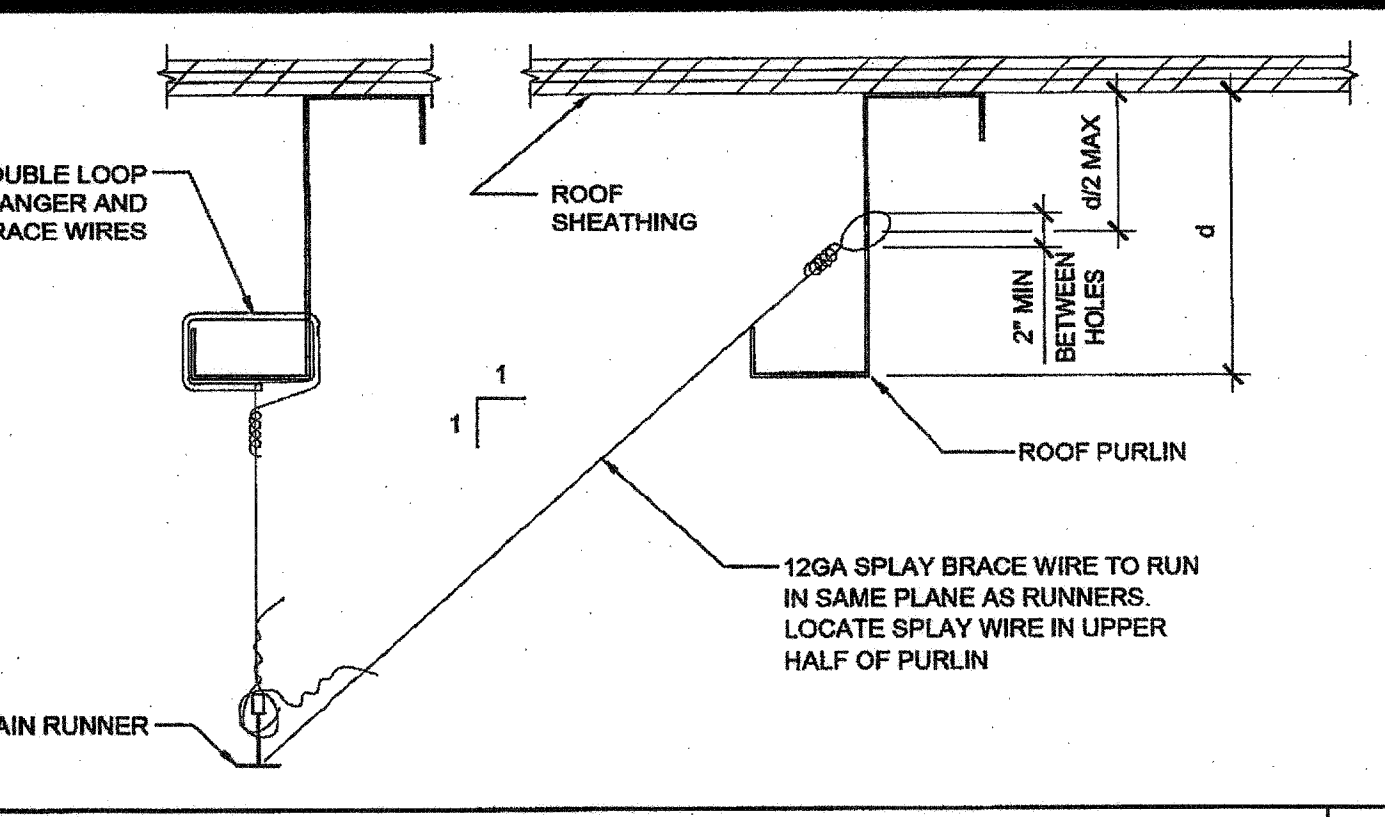 OUBLE LOOP
ANGER AND
RACE WIRES
ROOF
SHEATHING
d/2 MAX
d
2" MIN
BETWEEN
HOLES
1
1
ROOF PURLIN
12GA SPLAY BRACE WIRE TO RUN
IN SAME PLANE AS RUNNERS.
LOCATE SPLAY WIRE IN UPPER
HALF OF PURLIN
AIN RUNNER